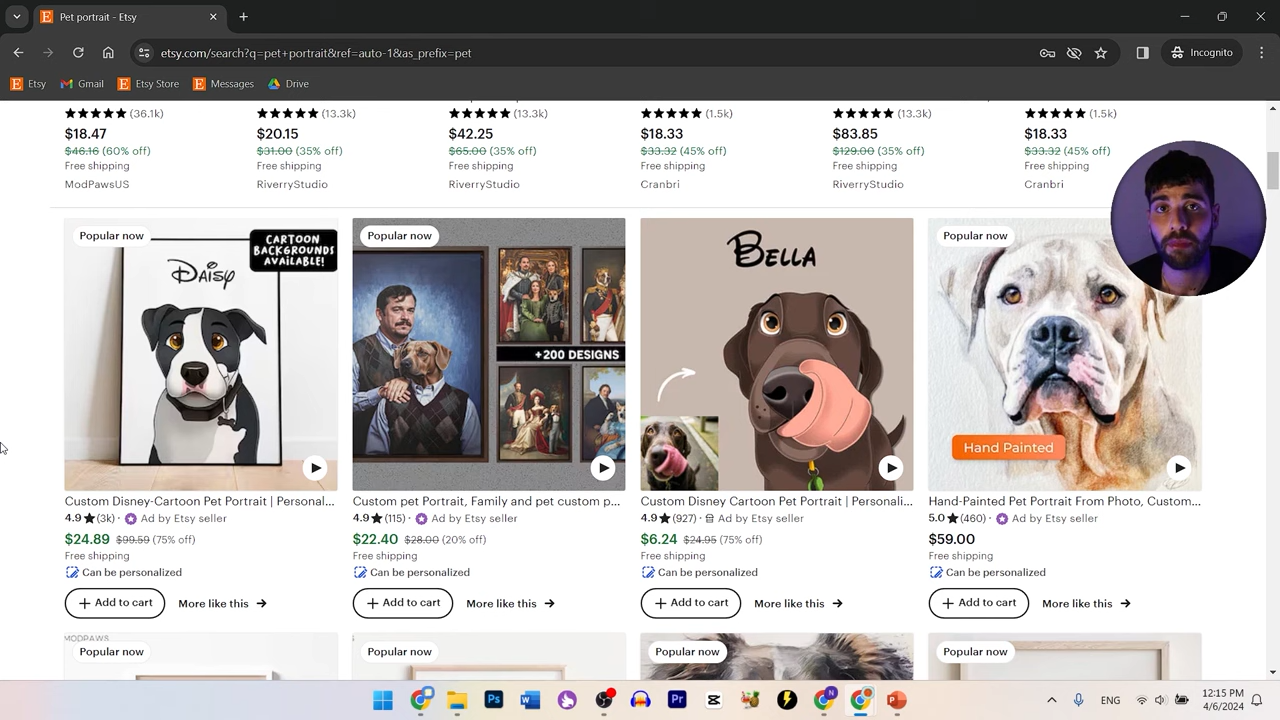 Pet portrait - Etsy
etsy.com/search?q=pet+portrait&ref=auto-1&as_prefix=pet
Incognito
Etsy
Gmail
Etsy Store
Messages
Drive
★★★★★ (36.1k)
★★★★★ (13.3k)
★★★★★ (13.3k)
★★★★★ (1.5k)
★★★★★ (13.3k)
★★★★★ (1.5k)
$18.47
$20.15
$42.25
$18.33
$83.85
$18.33
$46.16 (60% off)
$31.00 (35% off)
$65.00 (35% off)
$33.32 (45% off)
$129.00 (35% off)
$33.32 (45% off)
Free shipping
Free shipping
Free shipping
Free shipping
Free shipping
Free shipping
ModPawsUS
RiverryStudio
RiverryStudio
Cranbri
RiverryStudio
Cranbri
Popular now
CARTOON
BACKGROUNDS
AVAILABLE!
Daisy
Popular now
+200 DESIGNS
BELLA
Popular now
Hand Painted
Custom Disney-Cartoon Pet Portrait | Personal...
Custom pet Portrait, Family and pet custom p...
Custom Disney Cartoon Pet Portrait | Personali...
Hand-Painted Pet Portrait From Photo, Custom...
4.9★(3k) · Ad by Etsy seller
4.9★(115) · Ad by Etsy seller
4.9★(927) · Ad by Etsy seller
5.0★(460) · Ad by Etsy seller
$24.89 $99.59 (75% off)
$22.40 $28.00 (20% off)
$6.24 $24.95 (75% off)
$59.00
Free shipping
Free shipping
Free shipping
Can be personalized
Can be personalized
Can be personalized
Can be personalized
+ Add to cart
More like this →
+ Add to cart
More like this →
+ Add to cart
More like this →
+ Add to cart
More like this →
MODPAWS
Popular now
Popular now
Popular now
Popular now
ENG
12:15 PM
4/6/2024